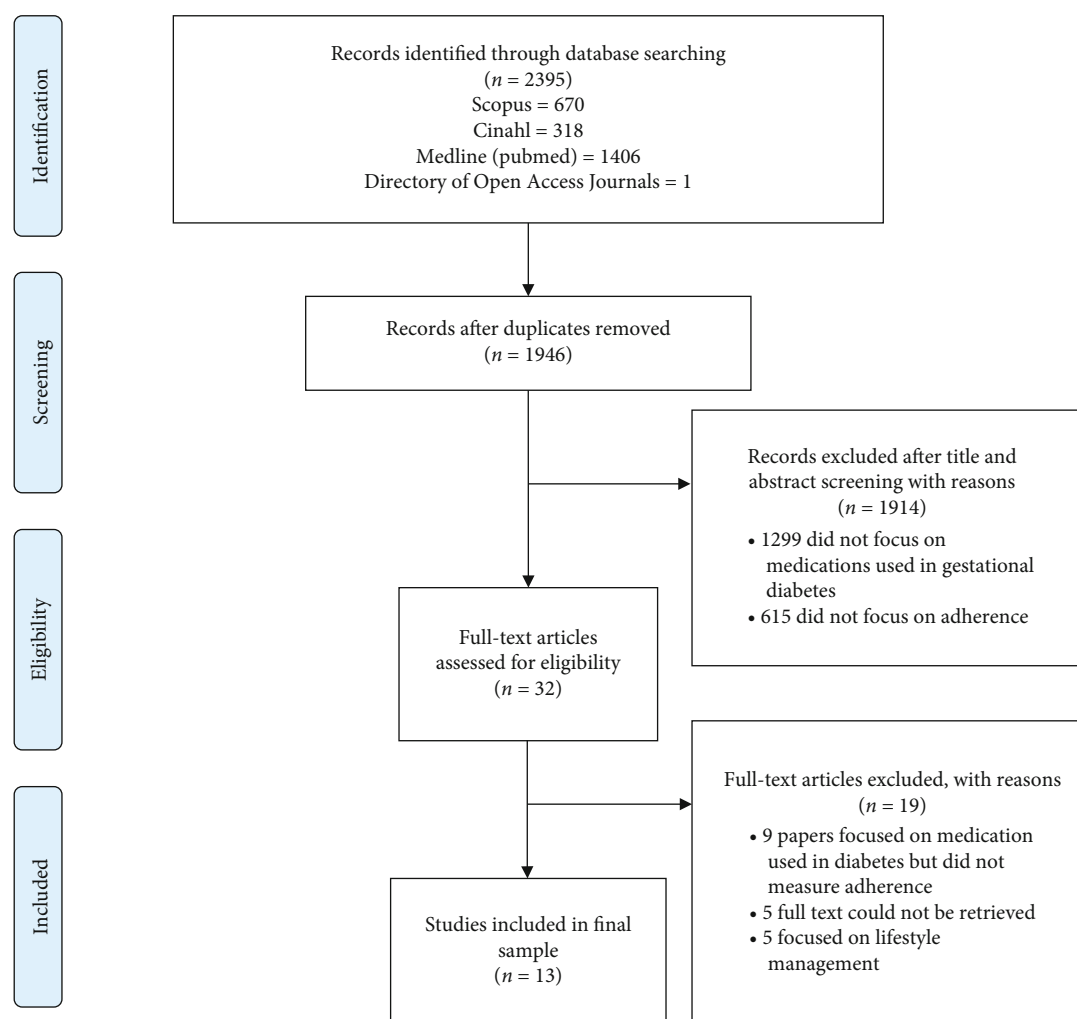 Identification
Records identified through database searching
(n = 2395)
Scopus = 670
Cinahl = 318
Medline (pubmed) = 1406
Directory of Open Access Journals = 1
Screening
Records after duplicates removed
(n = 1946)
Records excluded after title and
abstract screening with reasons
(n = 1914)
• 1299 did not focus on
medications used in gestational
diabetes
• 615 did not focus on adherence
Eligibility
Full-text articles
assessed for eligibility
(n = 32)
Full-text articles excluded, with reasons
(n = 19)
• 9 papers focused on medication
used in diabetes but did not
measure adherence
• 5 full text could not be retrieved
• 5 focused on lifestyle
management
Included
Studies included in final
sample
(n = 13)